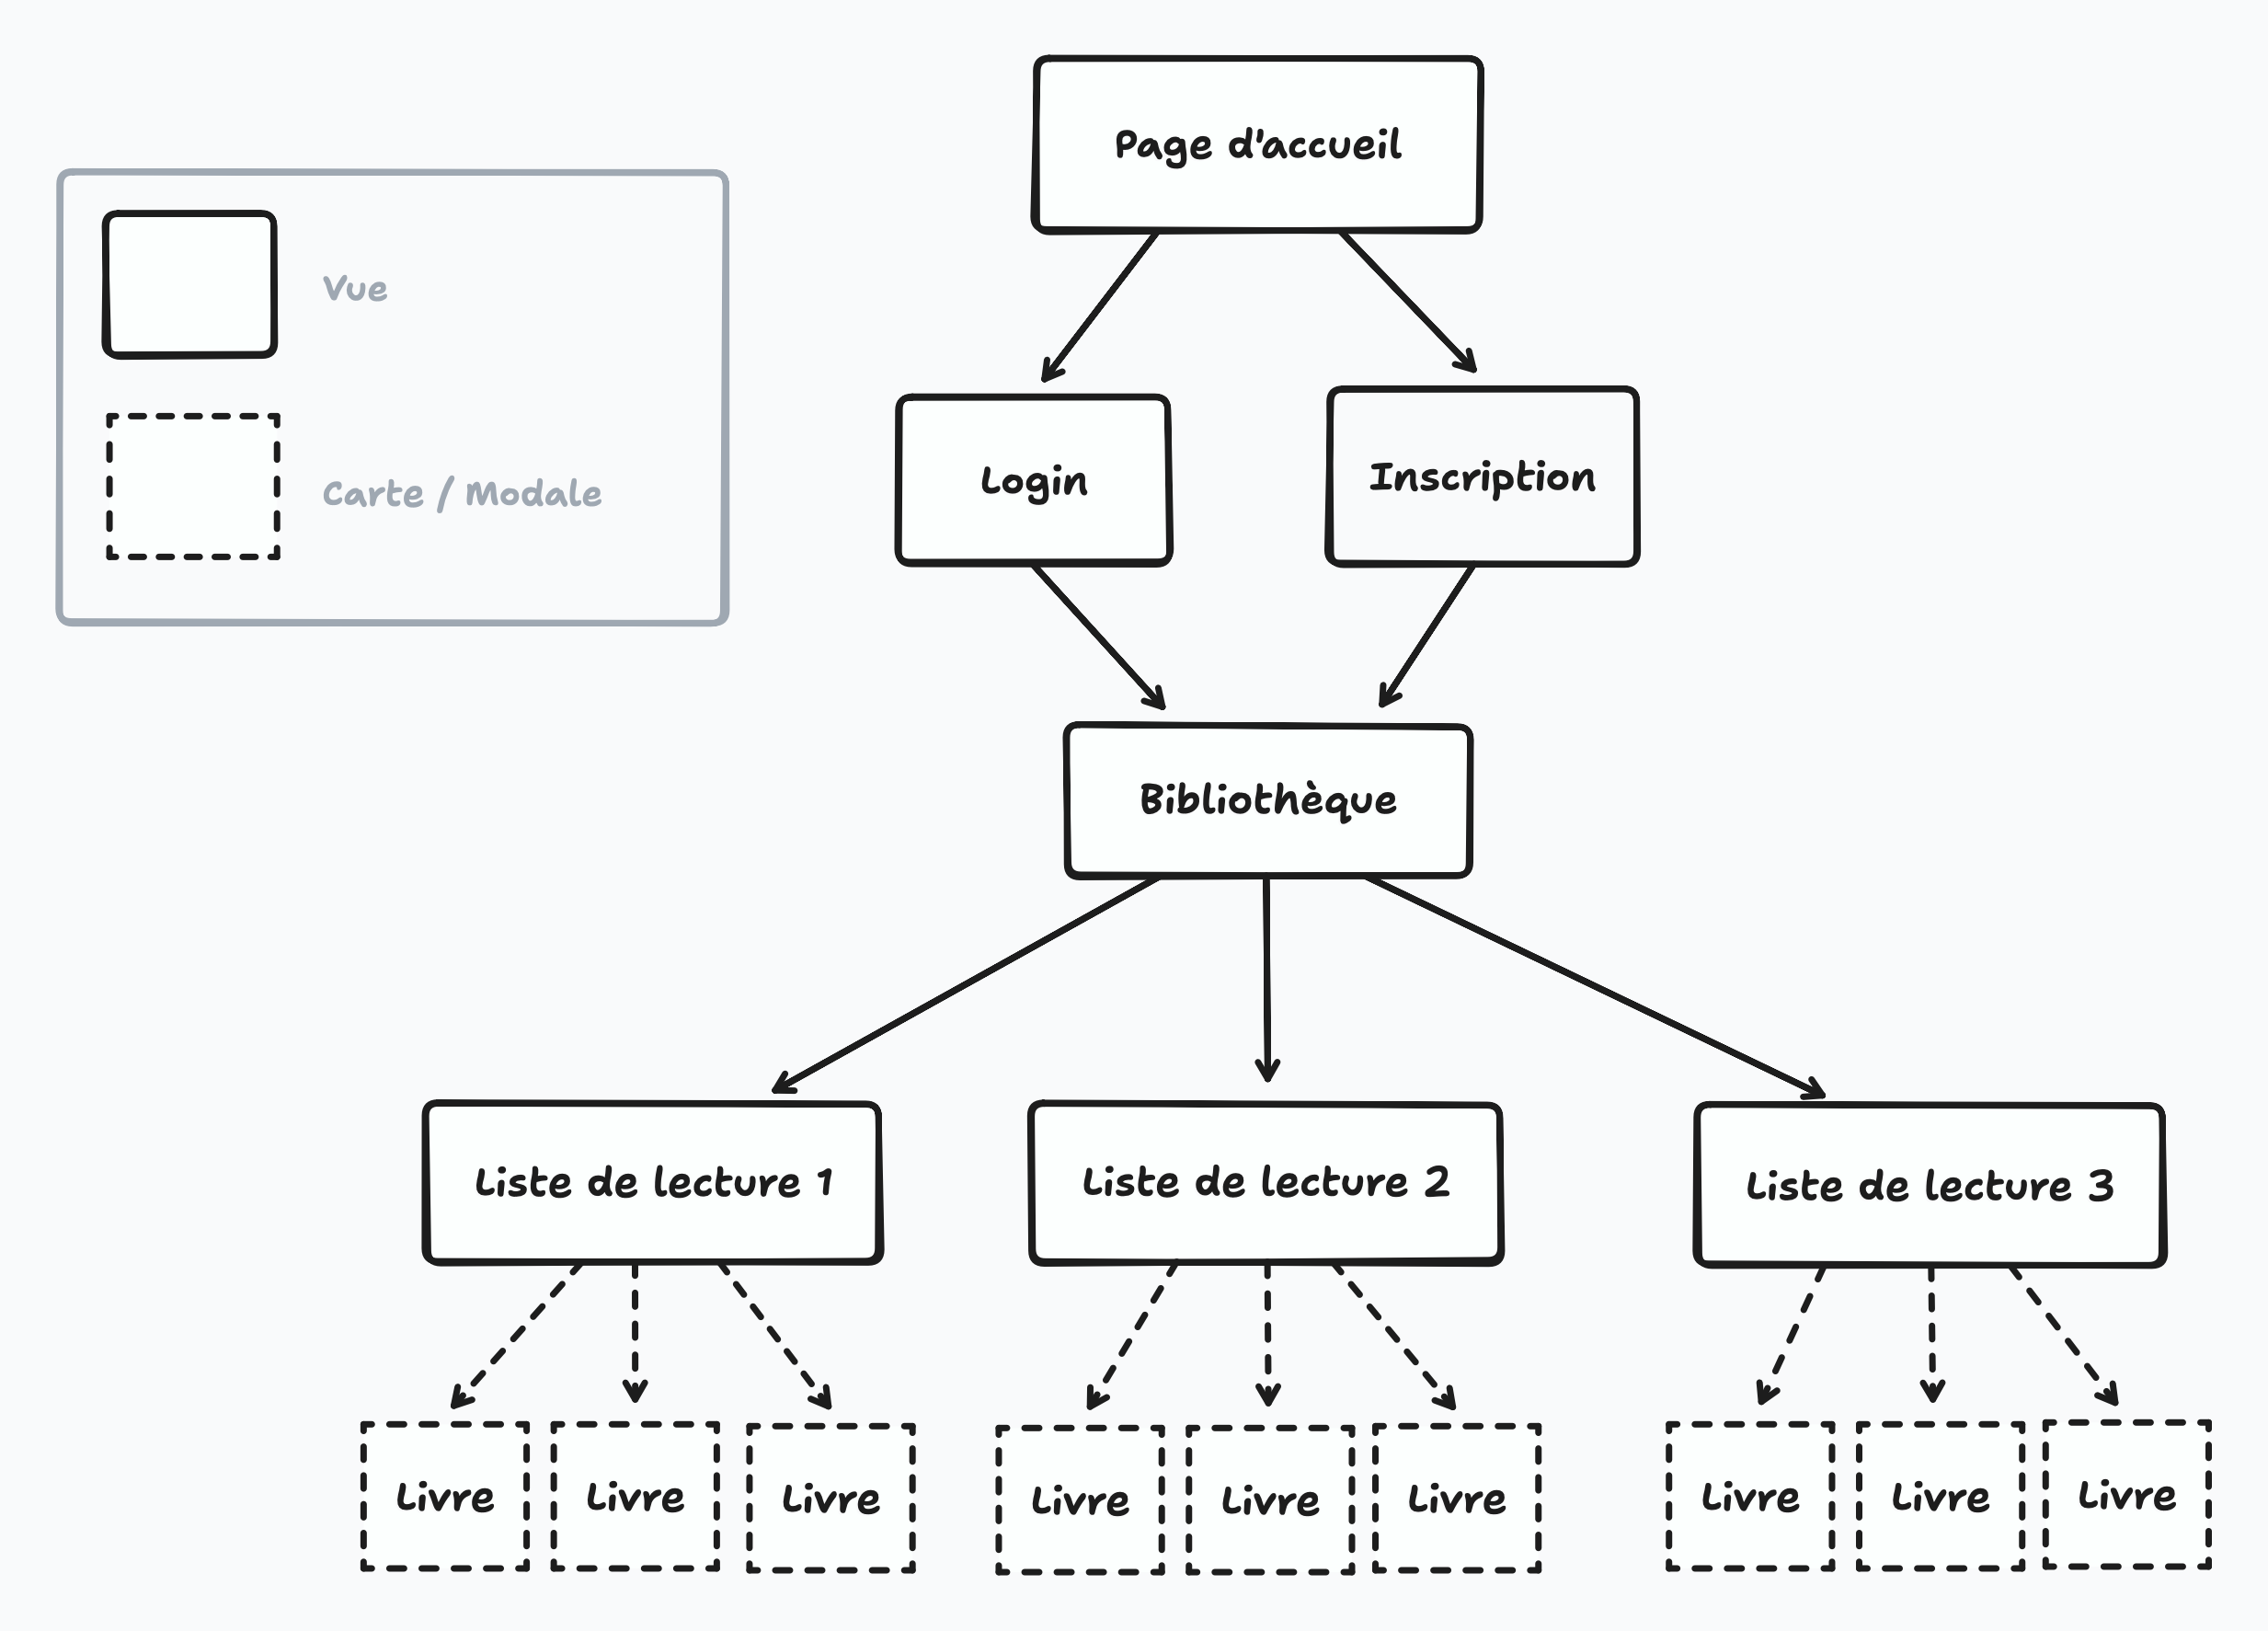 Page d'accueil
Vue
Carte / Modale
Login
Inscription
Bibliothèque
Liste de lecture 1
Liste de lecture 2
Liste de lecture 3
Livre
Livre
Livre
Livre
Livre
Livre
Livre
Livre
Livre